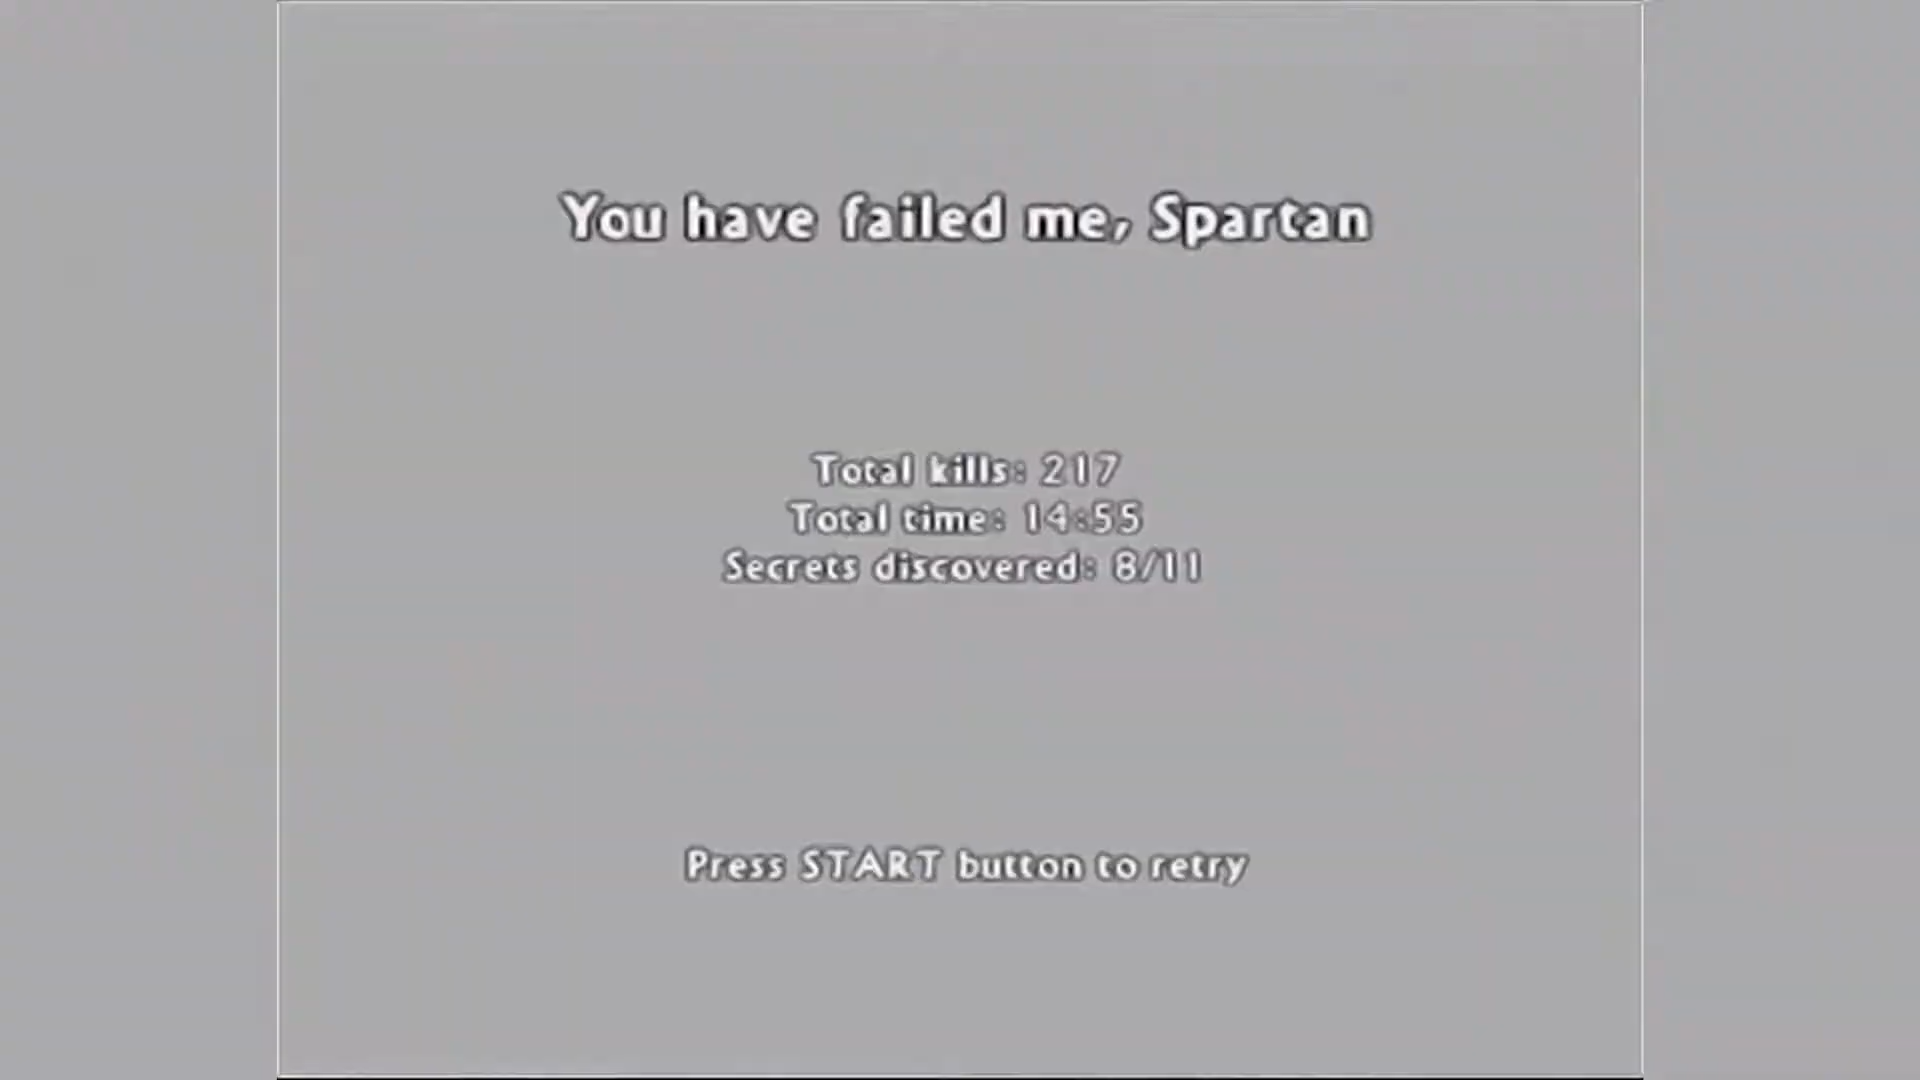 You have failed me, Spartan
Total kills: 217
Total time: 14:55
Secrets discovered: 8/11
Press START button to retry